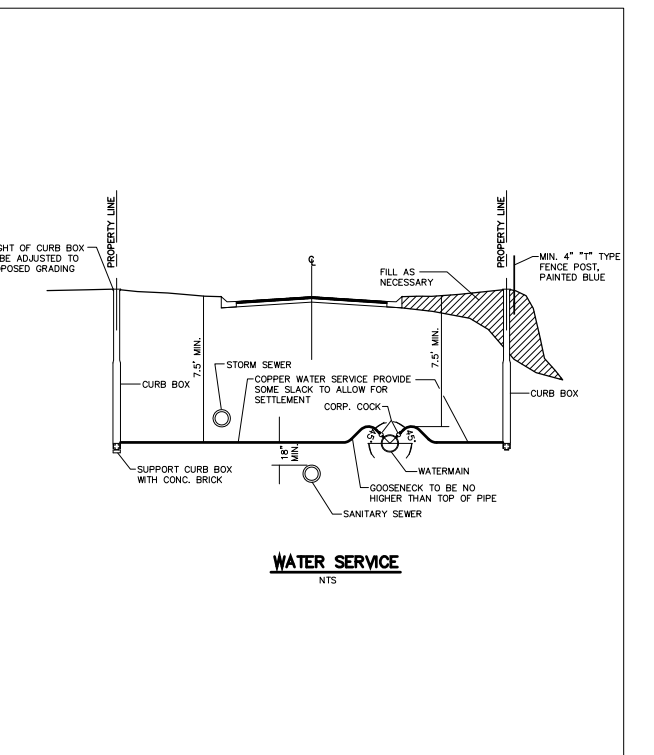 PROPERTY LINE
PROPERTY LINE
GHT OF CURB BOX
BE ADJUSTED TO
POSED GRADING
℄
FILL AS
NECESSARY
MIN. 4" "T" TYPE
FENCE POST,
PAINTED BLUE
7.5' MIN.
7.5' MIN.
STORM SEWER
CURB BOX
COPPER WATER SERVICE PROVIDE
SOME SLACK TO ALLOW FOR
SETTLEMENT
CORP. COCK
CURB BOX
45°
45°
18"
MIN.
WATERMAIN
SUPPORT CURB BOX
WITH CONC. BRICK
GOOSENECK TO BE NO
HIGHER THAN TOP OF PIPE
SANITARY SEWER
WATER SERVICE
NTS